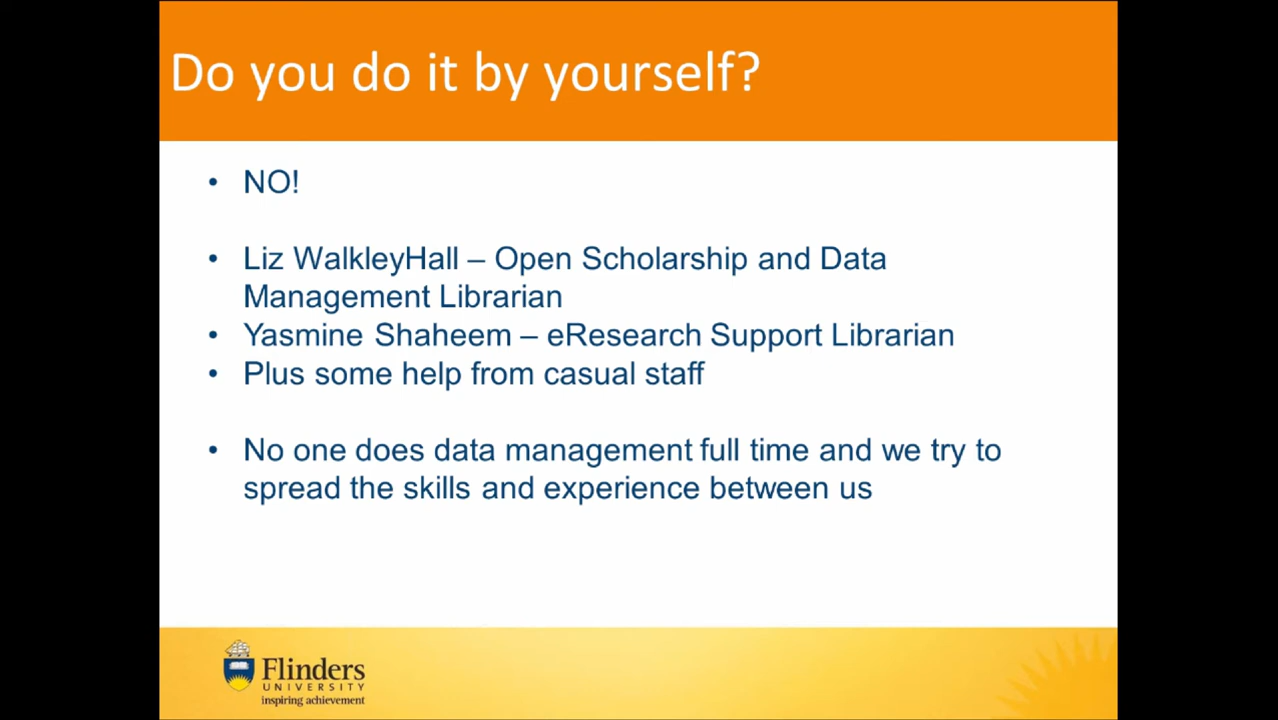 Do you do it by yourself?
• NO!
• Liz WalkleyHall – Open Scholarship and Data
Management Librarian
• Yasmine Shaheem – eResearch Support Librarian
• Plus some help from casual staff
• No one does data management full time and we try to
spread the skills and experience between us
Flinders
UNIVERSITY
inspiring achievement